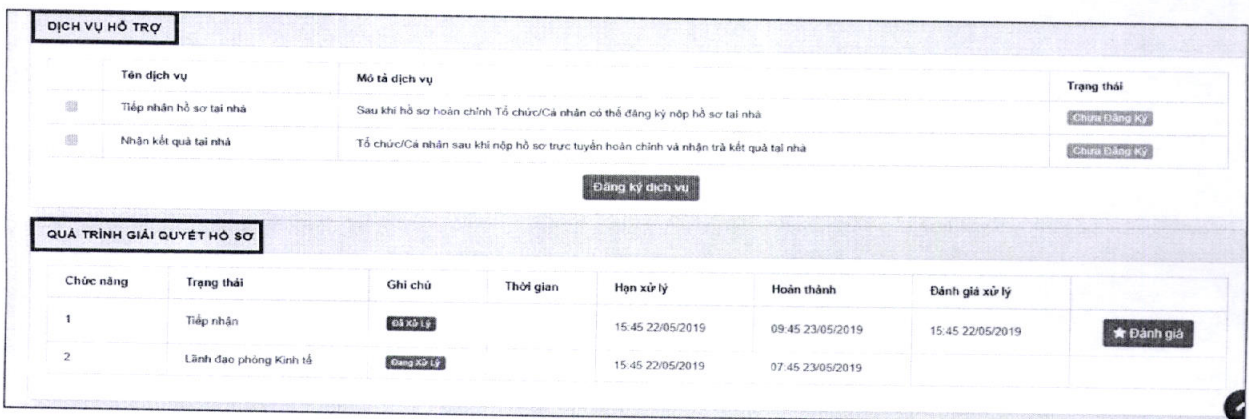 DỊCH VỤ HỖ TRỢ
Tên dịch vụ Mô tả dịch vụ Trạng thái
Tiếp nhận hồ sơ tại nhà Sau khi hồ sơ hoàn chỉnh Tổ chức/Cá nhân có thể đăng ký nộp hồ sơ tại nhà Chưa Đăng Ký
Nhận kết quả tại nhà Tổ chức/Cá nhân sau khi nộp hồ sơ trực tuyến hoàn chỉnh và nhận trả kết quả tại nhà Chưa Đăng Ký
Đăng ký dịch vụ
QUÁ TRÌNH GIẢI QUYẾT HỒ SƠ
Chức năng Trạng thái Ghi chú Thời gian Hạn xử lý Hoàn thành Đánh giá xử lý
1 Tiếp nhận Đã Xử Lý 15:45 22/05/2019 09:45 23/05/2019 15:45 22/05/2019 ★ Đánh giá
2 Lãnh đạo phòng Kinh tế Đang Xử Lý 15:45 22/05/2019 07:45 23/05/2019